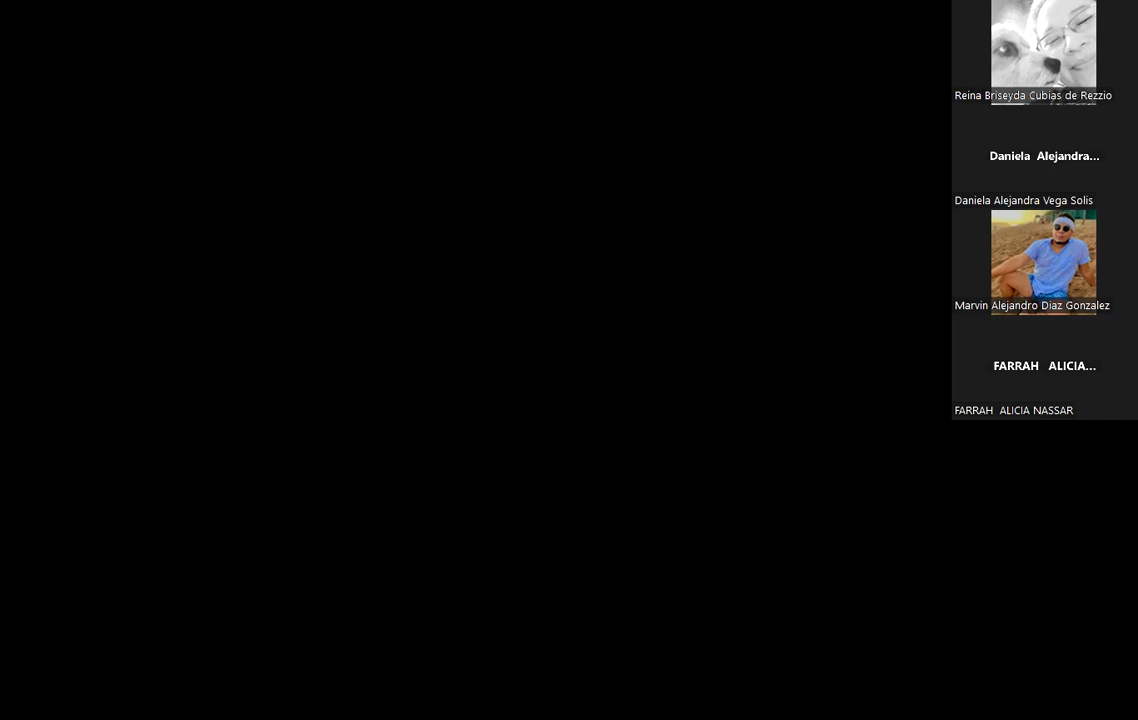 Reina Briseyda Cubias de Rezzio
Daniela Alejandra...
Daniela Alejandra Vega Solis
Marvin Alejandro Diaz Gonzalez
FARRAH ALICIA...
FARRAH ALICIA NASSAR